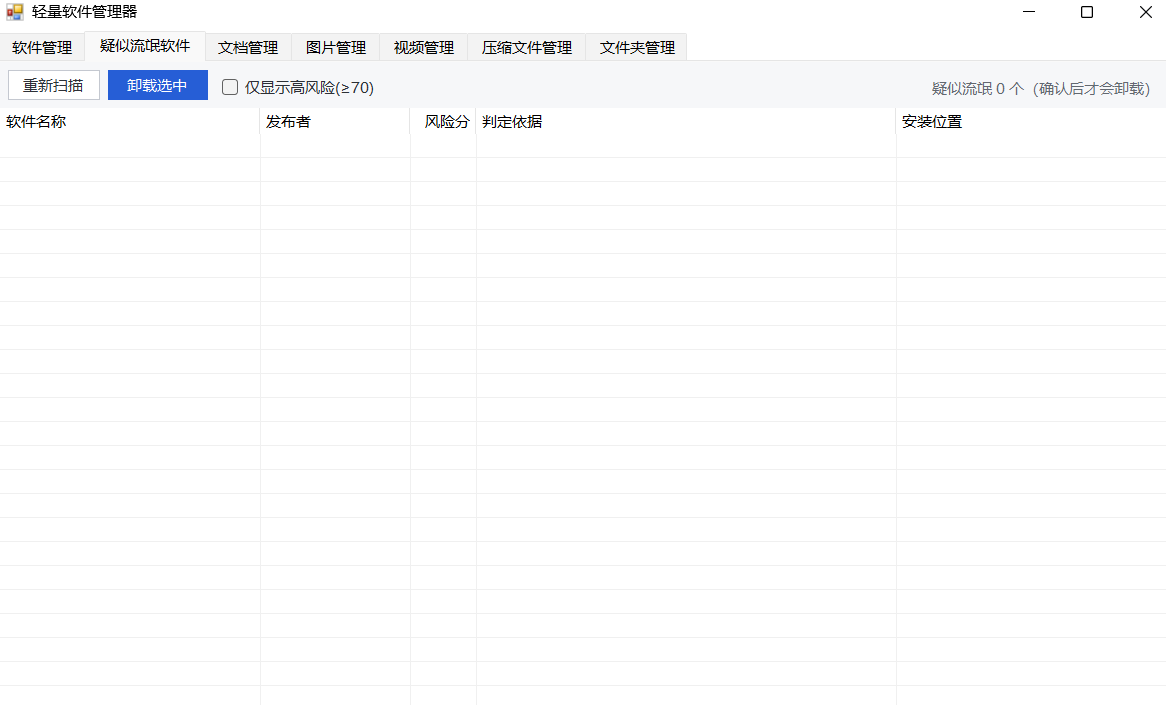 轻量软件管理器
软件管理 疑似流氓软件 文档管理 图片管理 视频管理 压缩文件管理 文件夹管理
重新扫描 卸载选中 仅显示高风险(≥70) 疑似流氓 0 个（确认后才会卸载）
软件名称 发布者 风险分 判定依据 安装位置